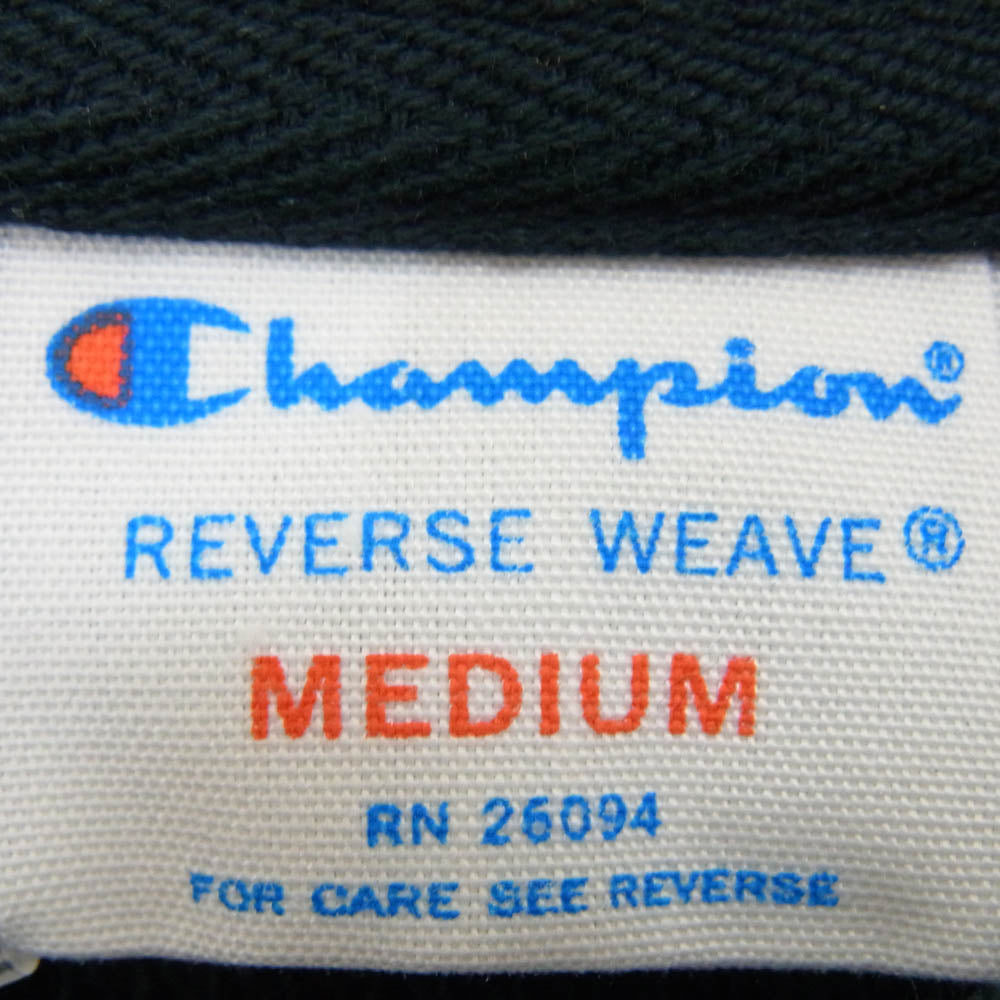 Champion®
REVERSE WEAVE®
MEDIUM
RN 26094
FOR CARE SEE REVERSE